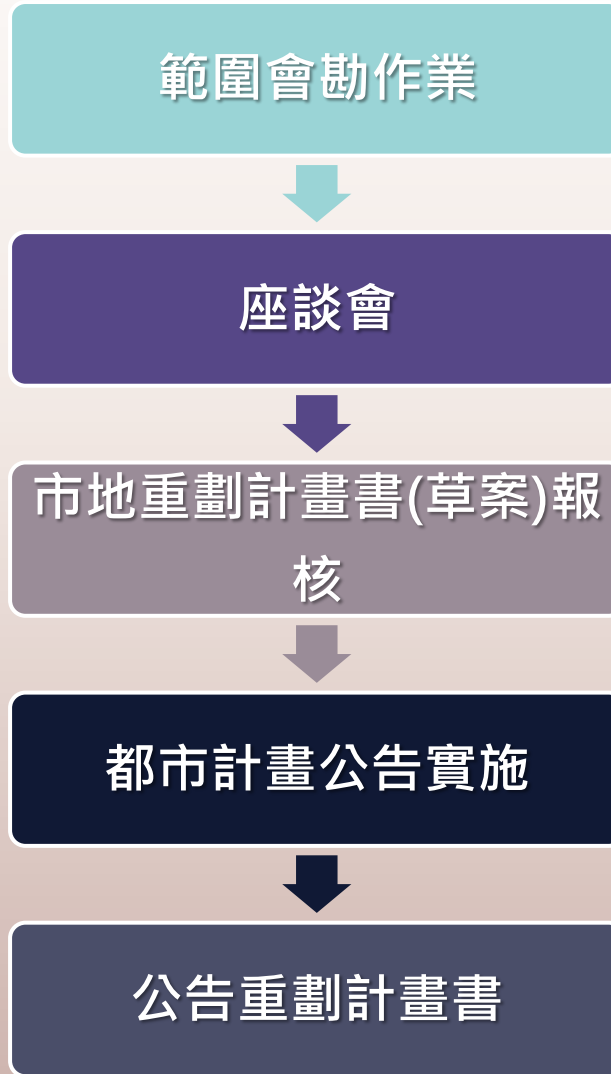 範圍會勘作業
座談會
市地重劃計畫書(草案)報
核
都市計畫公告實施
公告重劃計畫書